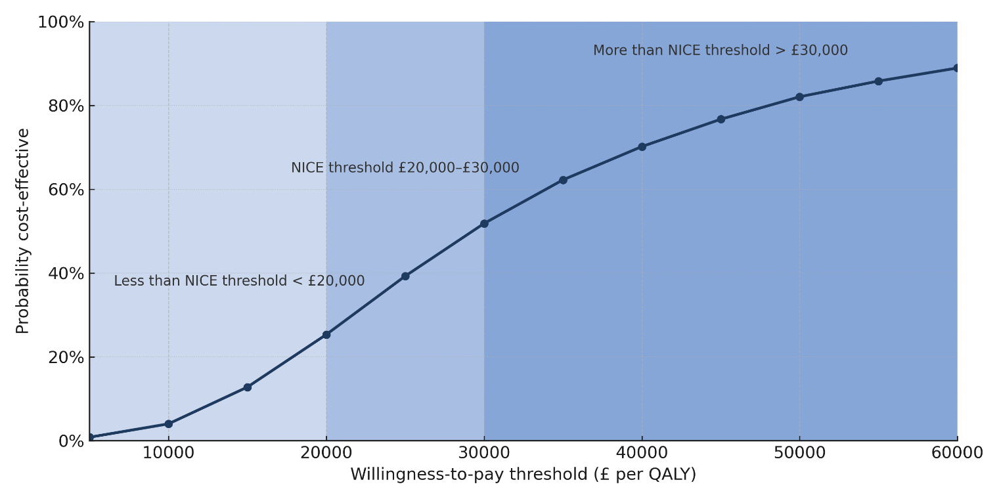 100%
80%
60%
40%
20%
0%
Probability cost-effective
More than NICE threshold > £30,000
NICE threshold £20,000–£30,000
Less than NICE threshold < £20,000
10000 20000 30000 40000 50000 60000
Willingness-to-pay threshold (£ per QALY)